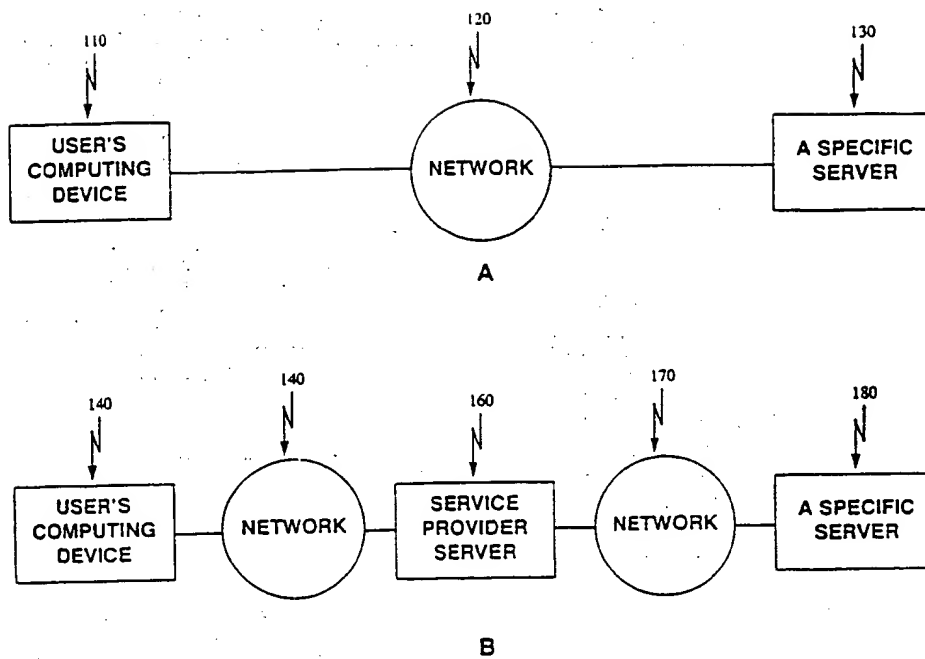 110
120
130
USER'S
COMPUTING
DEVICE
NETWORK
A SPECIFIC
SERVER
A
140
140
160
170
180
USER'S
COMPUTING
DEVICE
NETWORK
SERVICE
PROVIDER
SERVER
NETWORK
A SPECIFIC
SERVER
B